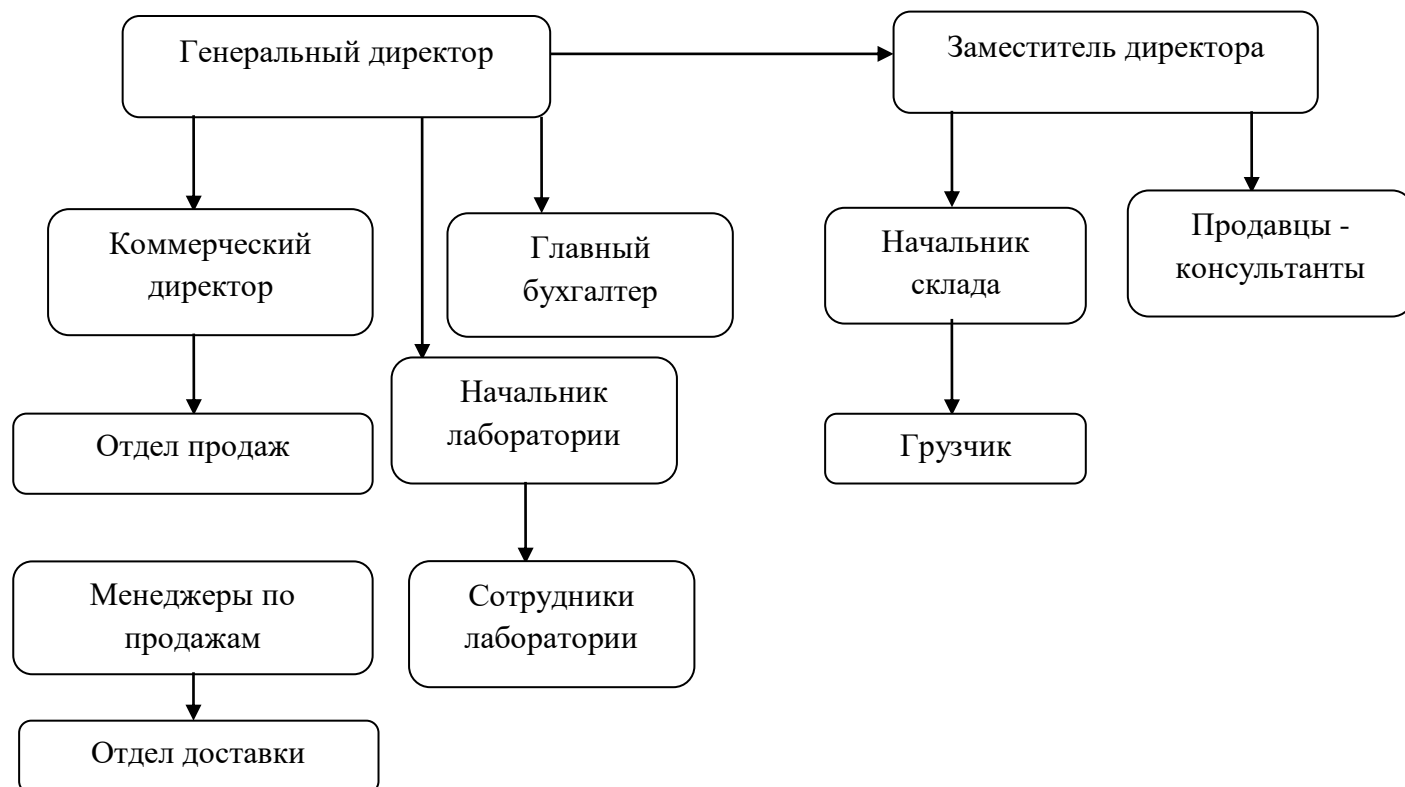 Генеральный директор
Заместитель директора
Коммерческий
директор
Главный
бухгалтер
Начальник
склада
Продавцы -
консультанты
Отдел продаж
Начальник
лаборатории
Грузчик
Менеджеры по
продажам
Сотрудники
лаборатории
Отдел доставки